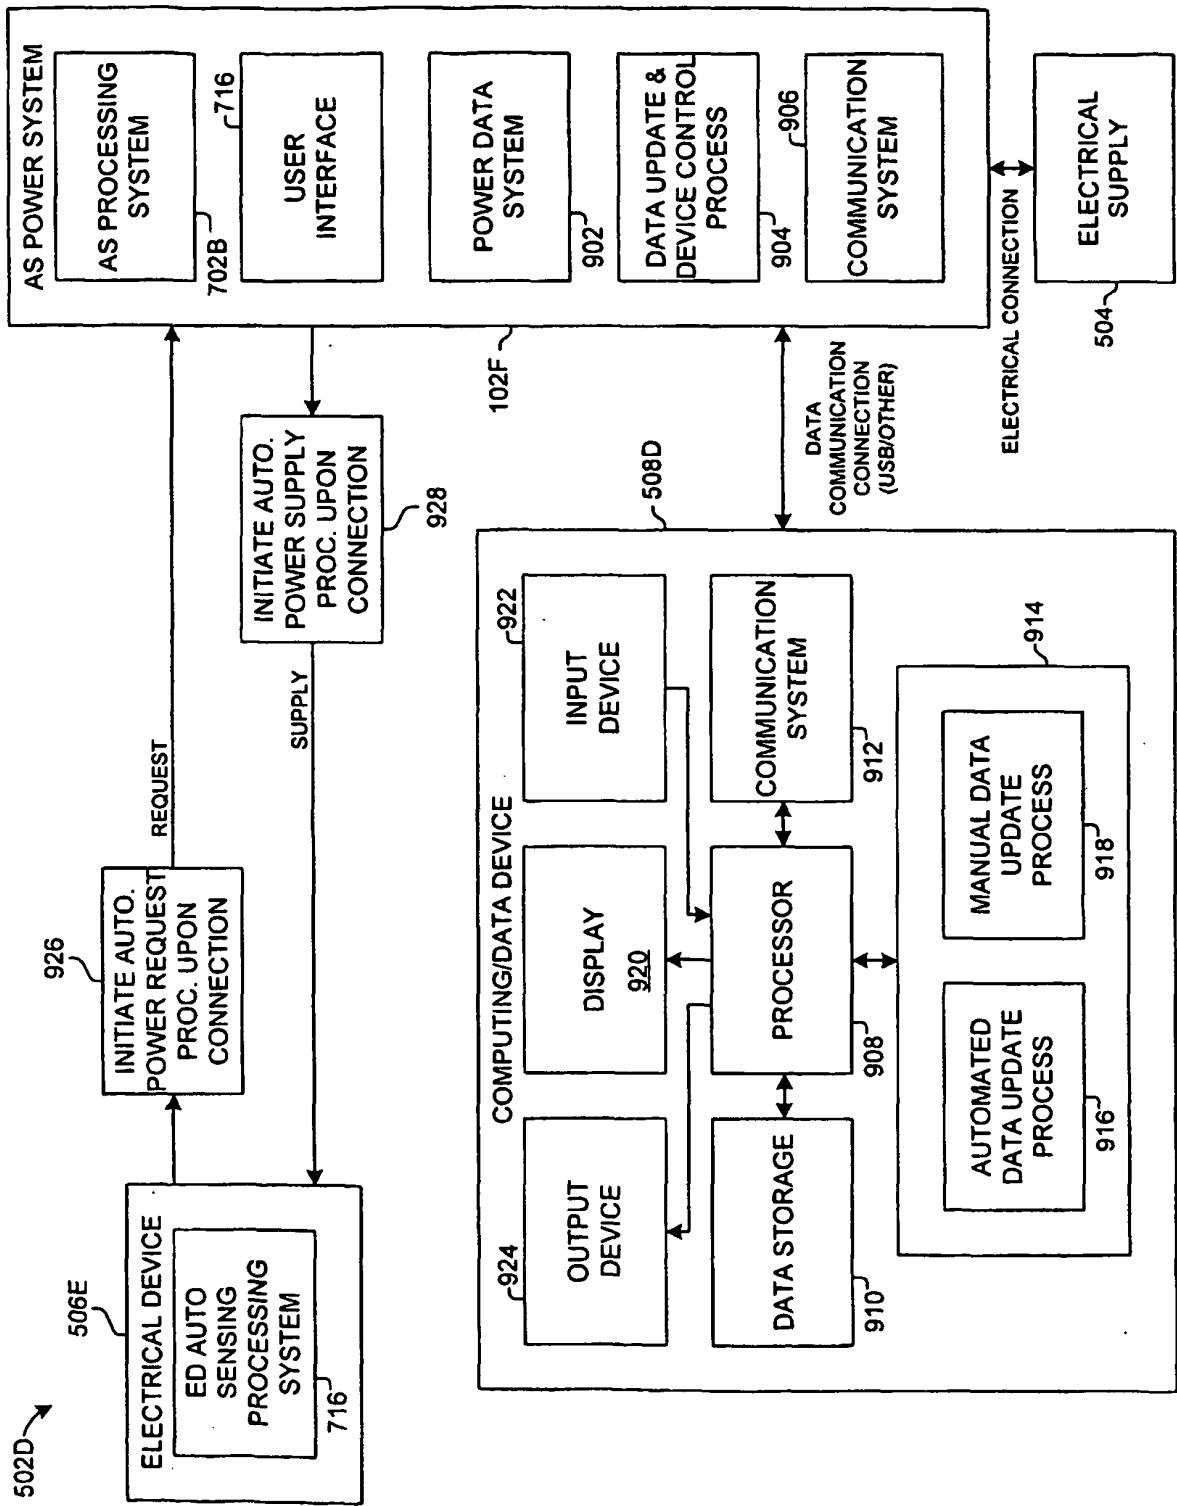 502D
506E
ELECTRICAL DEVICE
ED AUTO
SENSING
PROCESSING
SYSTEM
716
926
INITIATE AUTO.
POWER REQUEST
PROC. UPON
CONNECTION
REQUEST
SUPPLY
INITIATE AUTO.
POWER SUPPLY
PROC. UPON
CONNECTION
928
AS POWER SYSTEM
AS PROCESSING
SYSTEM
702B
716
USER
INTERFACE
POWER DATA
SYSTEM
902
DATA UPDATE &
DEVICE CONTROL
PROCESS
904
906
COMMUNICATION
SYSTEM
102F
DATA
COMMUNICATION
CONNECTION
(USB/OTHER)
ELECTRICAL CONNECTION
ELECTRICAL
SUPPLY
504
508D
COMPUTING/DATA DEVICE
924
OUTPUT
DEVICE
DISPLAY
920
922
INPUT
DEVICE
DATA STORAGE
910
PROCESSOR
908
COMMUNICATION
SYSTEM
912
914
AUTOMATED
DATA UPDATE
PROCESS
916
MANUAL DATA
UPDATE
PROCESS
918